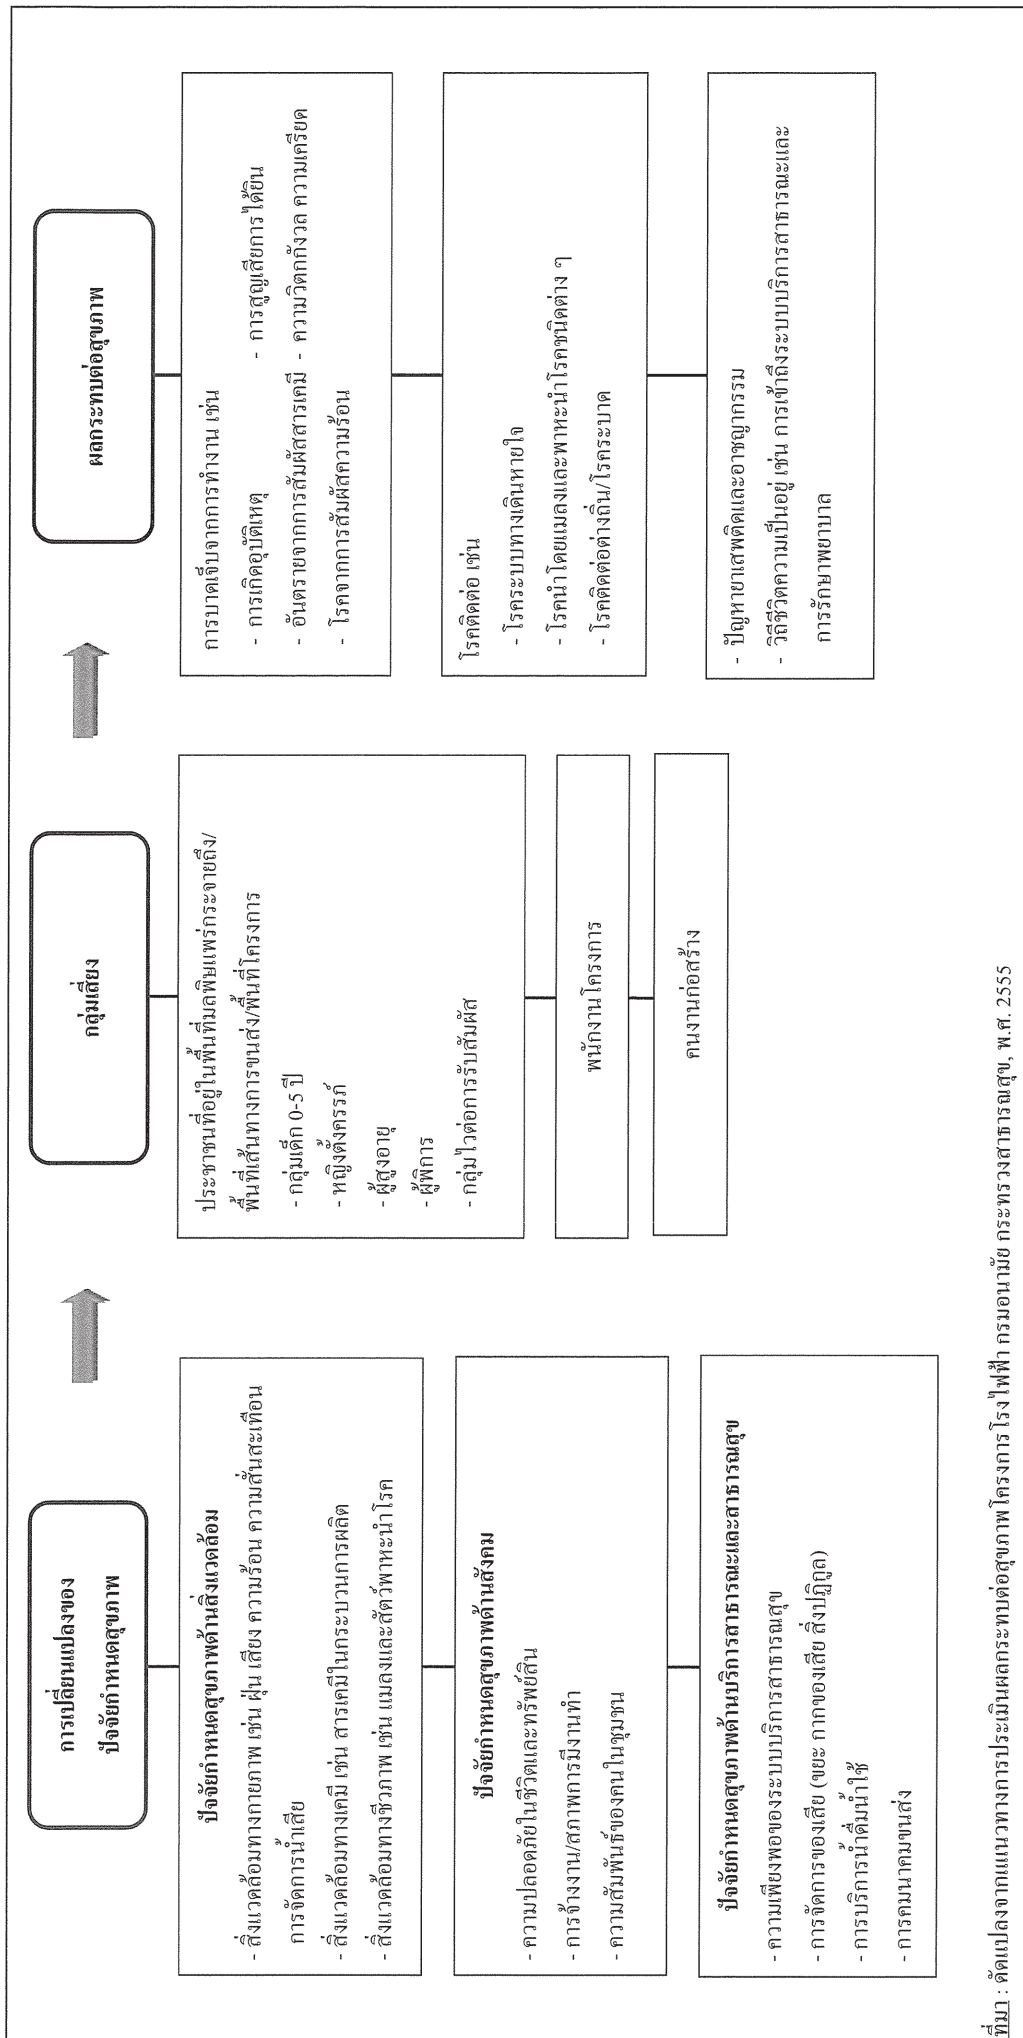 การเปลี่ยนแปลงของ
ปัจจัยกำหนดสุขภาพ
ปัจจัยกำหนดสุขภาพด้านสิ่งแวดล้อม
- สิ่งแวดล้อมทางกายภาพ เช่น ฝุ่น เสียง ความร้อน ความสั่นสะเทือน
การจัดการน้ำเสีย
- สิ่งแวดล้อมทางเคมี เช่น สารเคมีในกระบวนการผลิต
- สิ่งแวดล้อมทางชีวภาพ เช่น แมลงและสัตว์พาหะนำโรค
ปัจจัยกำหนดสุขภาพด้านสังคม
- ความปลอดภัยในชีวิตและทรัพย์สิน
- การจ้างงาน/สภาพการมีงานทำ
- ความสัมพันธ์ของคนในชุมชน
ปัจจัยกำหนดสุขภาพด้านบริการสาธารณะและสาธารณสุข
- ความเพียงพอของระบบบริการสาธารณสุข
- การจัดการของเสีย (ขยะ กากของเสีย สิ่งปฏิกูล)
- การบริการน้ำดื่มน้ำใช้
- การคมนาคมขนส่ง
กลุ่มเสี่ยง
ประชาชนที่อยู่ในพื้นที่มลพิษแพร่กระจายถึง/
พื้นที่เส้นทางการขนส่ง/พื้นที่โครงการ
- กลุ่มเด็ก 0-5 ปี
- หญิงตั้งครรภ์
- ผู้สูงอายุ
- ผู้พิการ
- กลุ่มไวต่อการรับสัมผัส
พนักงานโครงการ
คนงานก่อสร้าง
ผลกระทบต่อสุขภาพ
การบาดเจ็บจากการทำงาน เช่น
- การเกิดอุบัติเหตุ - การสูญเสียการได้ยิน
- อันตรายจากการสัมผัสสารเคมี - ความวิตกกังวล ความเครียด
- โรคจากการสัมผัสความร้อน
โรคติดต่อ เช่น
- โรคระบบทางเดินหายใจ
- โรคนำโดยแมลงและพาหะนำโรคชนิดต่าง ๆ
- โรคติดต่อต่างถิ่น/โรคระบาด
- ปัญหายาเสพติดและอาชญากรรม
- วิถีชีวิตความเป็นอยู่ เช่น การเข้าถึงระบบบริการสาธารณะและ
การรักษาพยาบาล
ที่มา : ดัดแปลงจากแนวทางการประเมินผลกระทบต่อสุขภาพโครงการโรงไฟฟ้า กรมอนามัย กระทรวงสาธารณสุข, พ.ศ. 2555